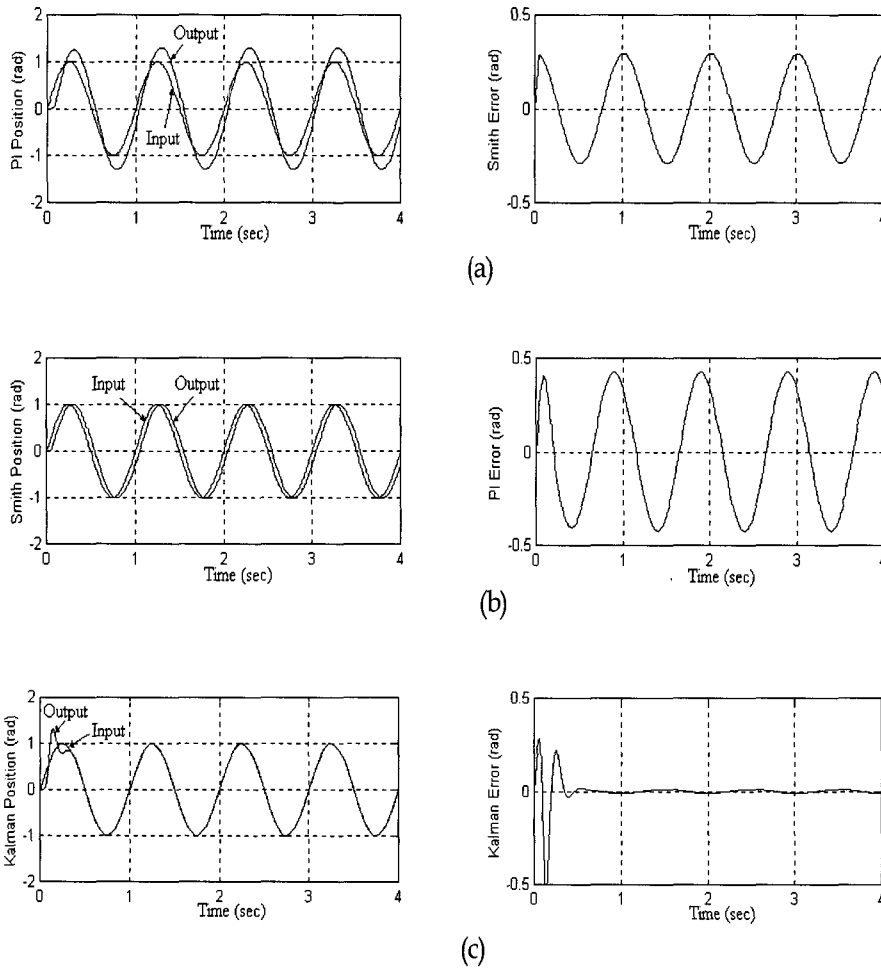 2
1
0
-1
-2
PI Position (rad)
Output
Input
0 1 2 3 4
Time (sec)
0.5
0
-0.5
Smith Error (rad)
0 1 2 3 4
Time (sec)
(a)
2
1
0
-1
-2
Smith Position (rad)
Input Output
0 1 2 3 4
Time (sec)
0.5
0
-0.5
PI Error (rad)
0 1 2 3 4
Time (sec)
(b)
2
1
0
-1
-2
Kalman Position (rad)
Output
Input
0 1 2 3 4
Time (sec)
0.5
0
-0.5
Kalman Error (rad)
0 1 2 3 4
Time (sec)
(c)